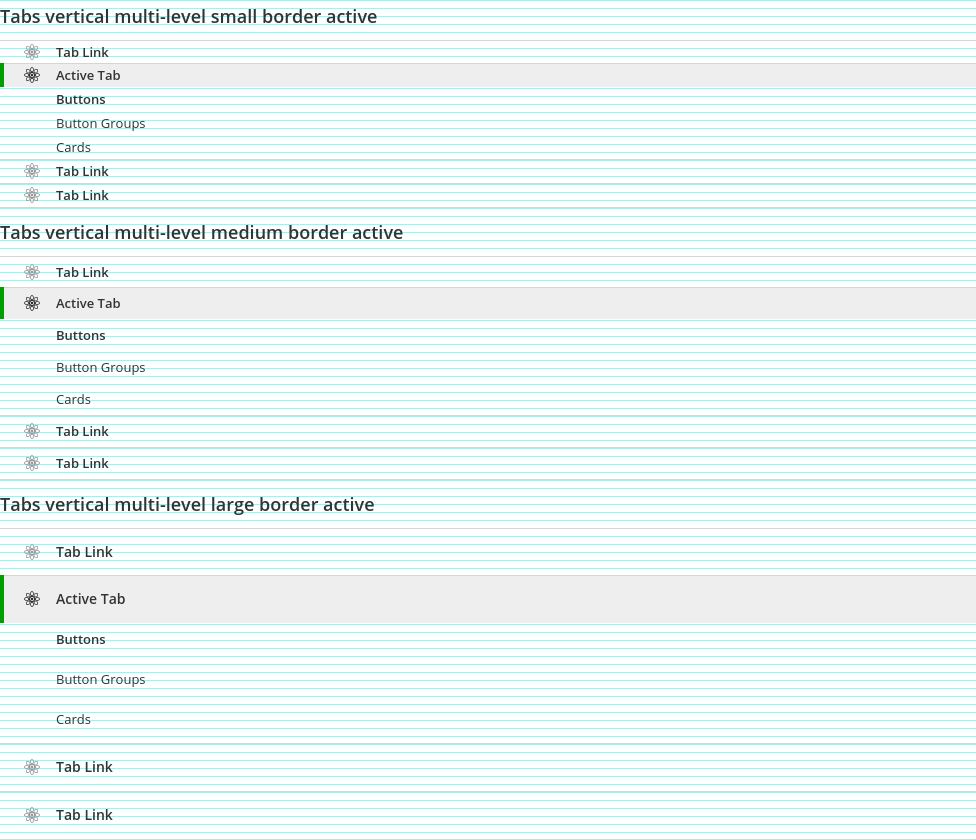 Tabs vertical multi-level small border active
Tab Link
Active Tab
Buttons
Button Groups
Cards
Tab Link
Tab Link
Tabs vertical multi-level medium border active
Tab Link
Active Tab
Buttons
Button Groups
Cards
Tab Link
Tab Link
Tabs vertical multi-level large border active
Tab Link
Active Tab
Buttons
Button Groups
Cards
Tab Link
Tab Link